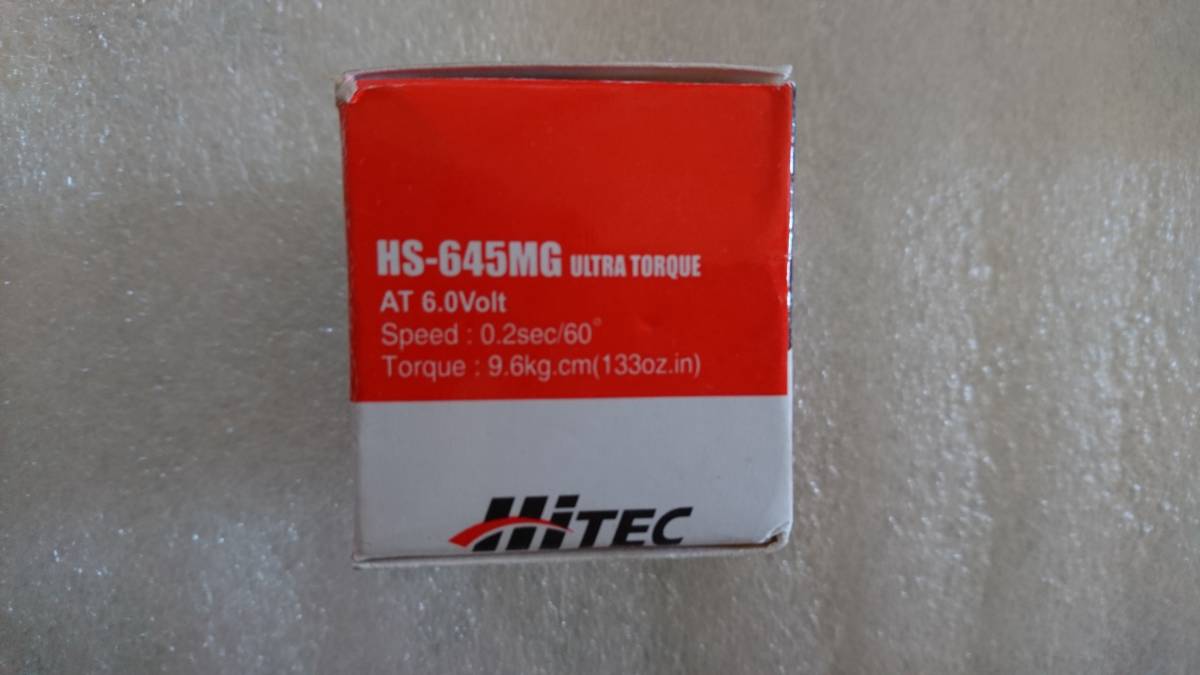 HS-645MG ULTRA TORQUE
AT 6.0Volt
Speed : 0.2sec/60°
Torque : 9.6kg.cm(133oz.in)
HiTEC